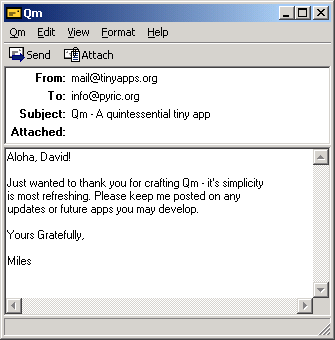 Qm
Qm Edit View Format Help
Send Attach
From: mail@tinyapps.org
To: info@pyric.org
Subject: Qm - A quintessential tiny app
Attached:
Aloha, David!
Just wanted to thank you for crafting Qm - it's simplicity
is most refreshing. Please keep me posted on any
updates or future apps you may develop.
Yours Gratefully,
Miles